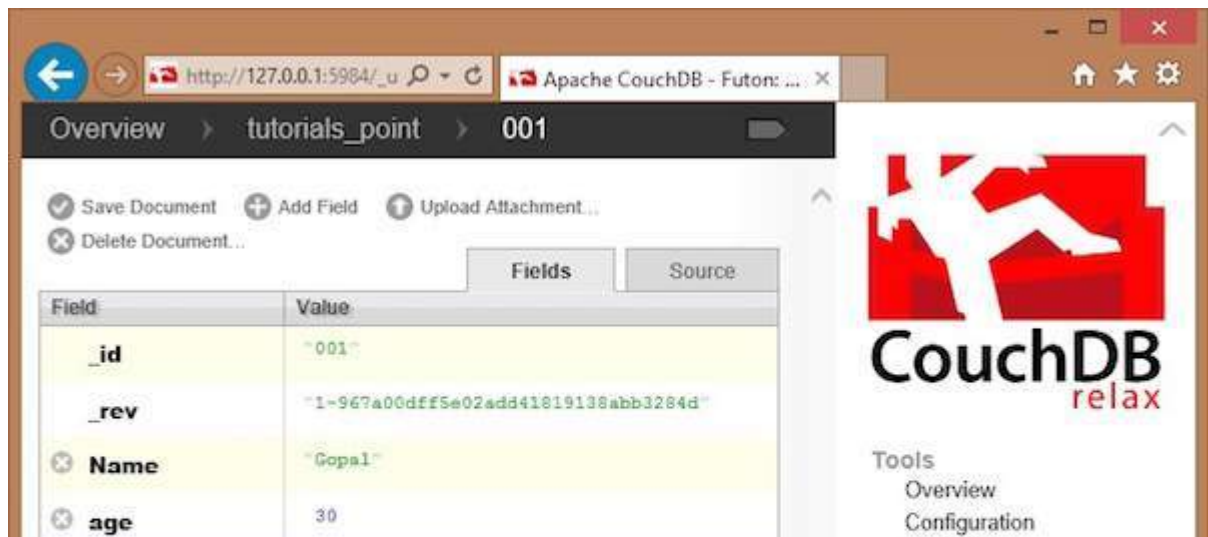 http://127.0.0.1:5984/_u
Apache CouchDB - Futon: ...
Overview tutorials_point 001
Save Document Add Field Upload Attachment...
Delete Document...
Fields Source
Field Value
_id "001"
_rev "1-967a00dff5e02add41819138abb3284d"
Name "Gopal"
age 30
CouchDB
relax
Tools
Overview
Configuration